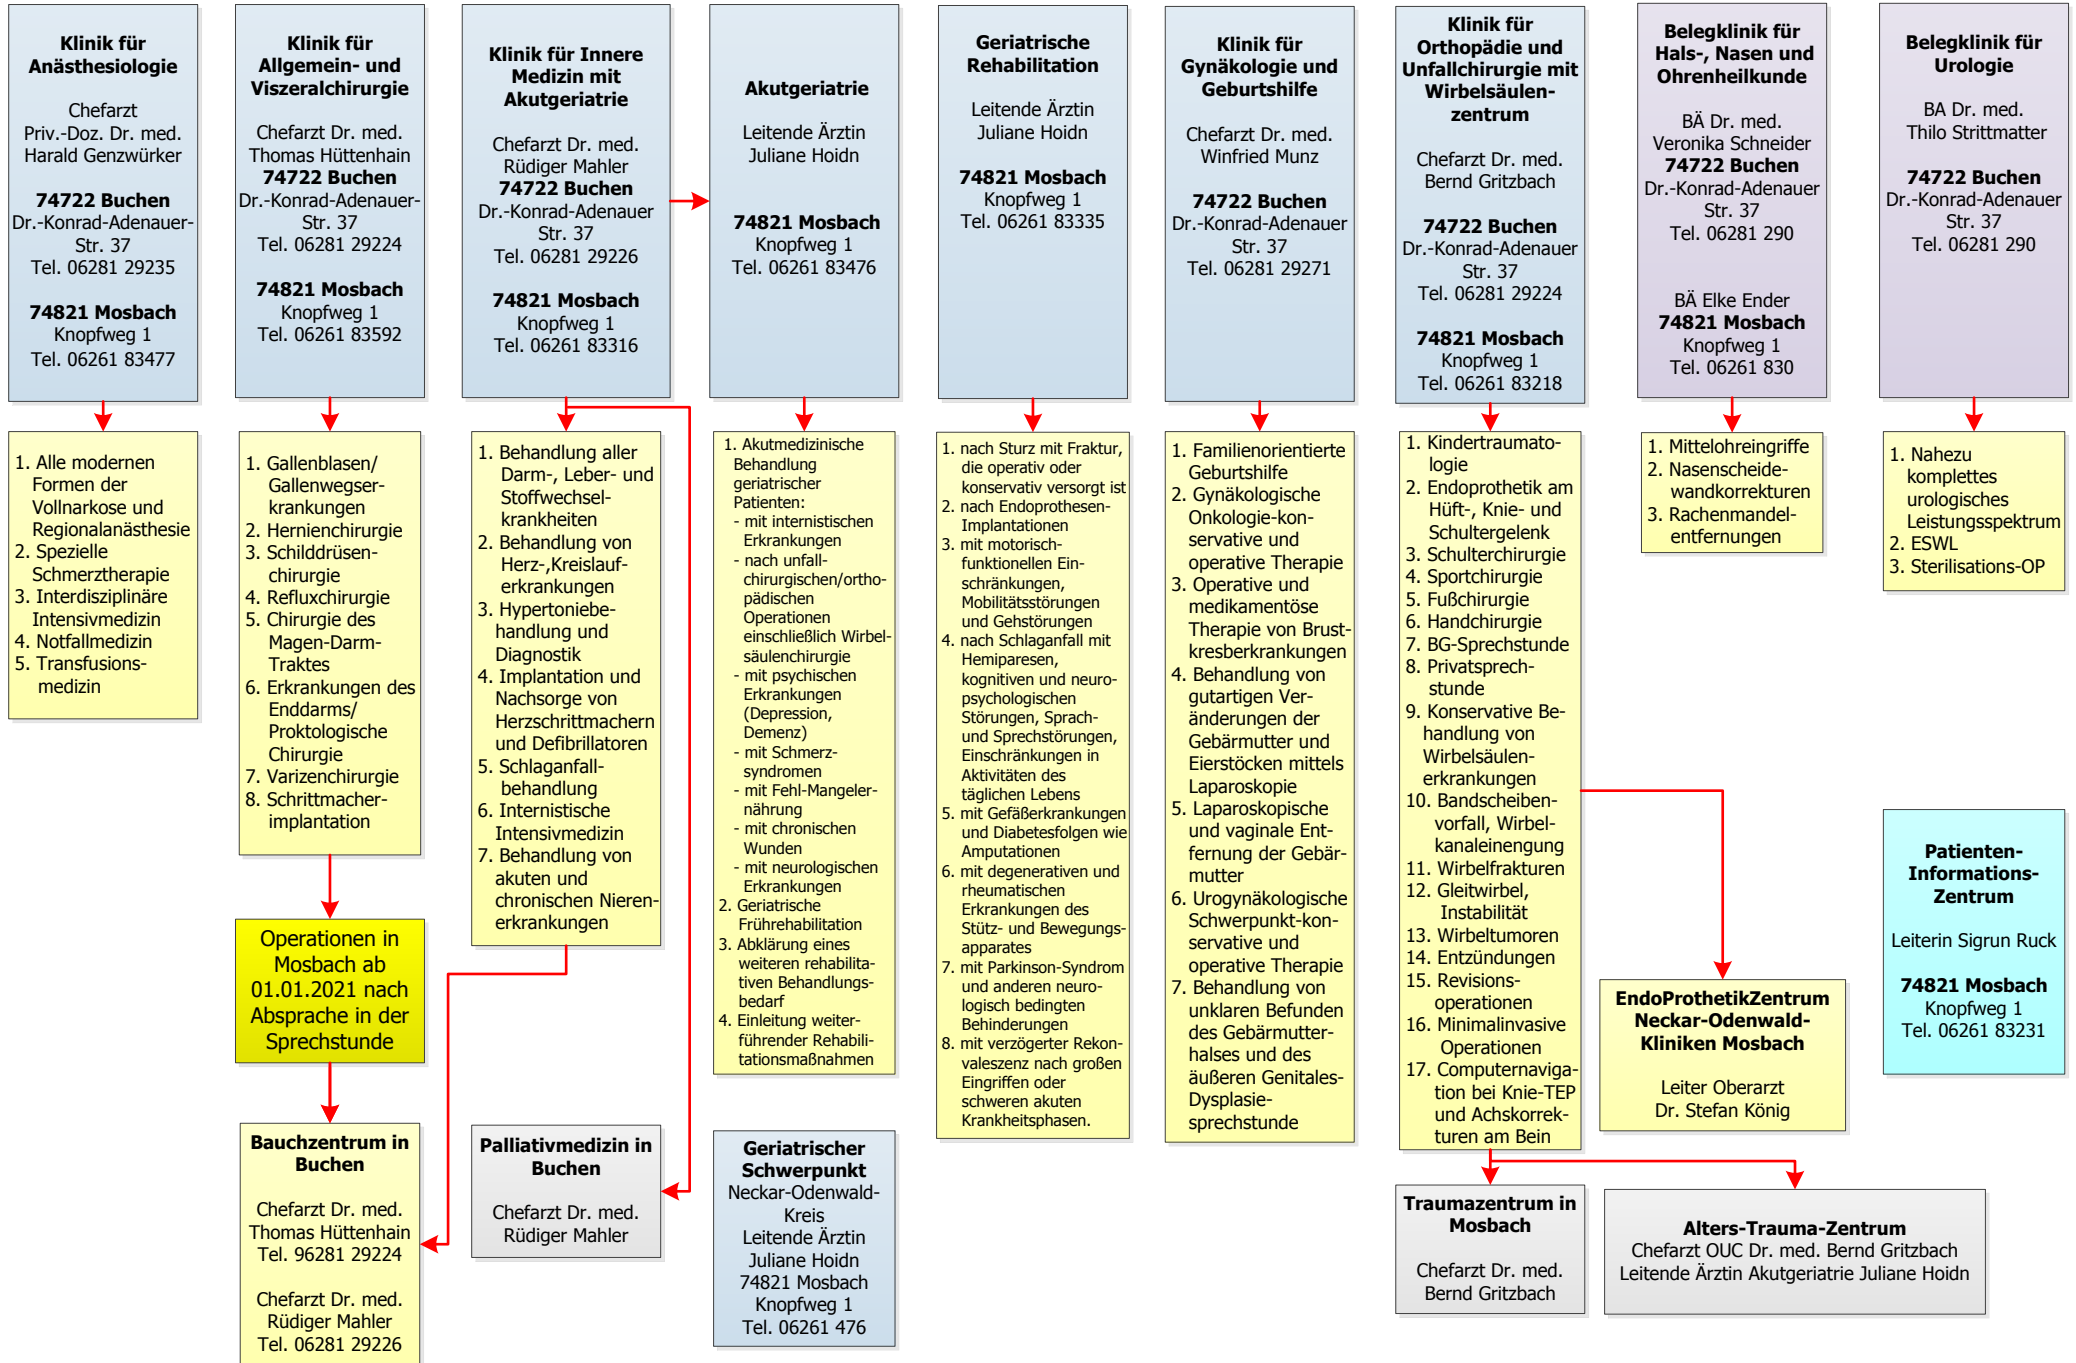 Klinik für
Anästhesiologie
Chefarzt
Priv.-Doz. Dr. med.
Harald Genzwürker
74722 Buchen
Dr.-Konrad-Adenauer-
Str. 37
Tel. 06281 29235
74821 Mosbach
Knopfweg 1
Tel. 06261 83477
1. Alle modernen
Formen der
Vollnarkose und
Regionalanästhesie
2. Spezielle
Schmerztherapie
3. Interdisziplinäre
Intensivmedizin
4. Notfallmedizin
5. Transfusions-
medizin
Klinik für
Allgemein- und
Viszeralchirurgie
Chefarzt Dr. med.
Thomas Hüttenhain
74722 Buchen
Dr.-Konrad-Adenauer-
Str. 37
Tel. 06281 29224
74821 Mosbach
Knopfweg 1
Tel. 06261 83592
1. Gallenblasen/
Gallenwegser-
krankungen
2. Hernienchirurgie
3. Schilddrüsen-
chirurgie
4. Refluxchirurgie
5. Chirurgie des
Magen-Darm-
Traktes
6. Erkrankungen des
Enddarms/
Proktologische
Chirurgie
7. Varizenchirurgie
8. Schrittmacher-
implantation
Operationen in
Mosbach ab
01.01.2021 nach
Absprache in der
Sprechstunde
Bauchzentrum in
Buchen
Chefarzt Dr. med.
Thomas Hüttenhain
Tel. 96281 29224
Chefarzt Dr. med.
Rüdiger Mahler
Tel. 06281 29226
Klinik für Innere
Medizin mit
Akutgeriatrie
Chefarzt Dr. med.
Rüdiger Mahler
74722 Buchen
Dr.-Konrad-Adenauer
Str. 37
Tel. 06281 29226
74821 Mosbach
Knopfweg 1
Tel. 06261 83316
1. Behandlung aller
Darm-, Leber- und
Stoffwechsel-
krankheiten
2. Behandlung von
Herz-,Kreislauf-
erkrankungen
3. Hypertoniebe-
handlung und
Diagnostik
4. Implantation und
Nachsorge von
Herzschrittmachern
und Defibrillatoren
5. Schlaganfall-
behandlung
6. Internistische
Intensivmedizin
7. Behandlung von
akuten und
chronischen Nieren-
erkrankungen
Palliativmedizin in
Buchen
Chefarzt Dr. med.
Rüdiger Mahler
Akutgeriatrie
Leitende Ärztin
Juliane Hoidn
74821 Mosbach
Knopfweg 1
Tel. 06261 83476
1. Akutmedizinische
Behandlung
geriatrischer
Patienten:
- mit internistischen
Erkrankungen
- nach unfall-
chirurgischen/ortho-
pädischen
Operationen
einschließlich Wirbel-
säulenchirurgie
- mit psychischen
Erkrankungen
(Depression,
Demenz)
- mit Schmerz-
syndromen
- mit Fehl-Mangeler-
nährung
- mit chronischen
Wunden
- mit neurologischen
Erkrankungen
2. Geriatrische
Frührehabilitation
3. Abklärung eines
weiteren rehabilita-
tiven Behandlungs-
bedarf
4. Einleitung weiter-
führender Rehabili-
tationsmaßnahmen
Geriatrischer
Schwerpunkt
Neckar-Odenwald-
Kreis
Leitende Ärztin
Juliane Hoidn
74821 Mosbach
Knopfweg 1
Tel. 06261 476
Geriatrische
Rehabilitation
Leitende Ärztin
Juliane Hoidn
74821 Mosbach
Knopfweg 1
Tel. 06261 83335
1. nach Sturz mit Fraktur,
die operativ oder
konservativ versorgt ist
2. nach Endoprothesen-
Implantationen
3. mit motorisch-
funktionellen Ein-
schränkungen,
Mobilitätsstörungen
und Gehstörungen
4. nach Schlaganfall mit
Hemiparesen,
kognitiven und neuro-
psychologischen
Störungen, Sprach-
und Sprechstörungen,
Einschränkungen in
Aktivitäten des
täglichen Lebens
5. mit Gefäßerkrankungen
und Diabetesfolgen wie
Amputationen
6. mit degenerativen und
rheumatischen
Erkrankungen des
Stütz- und Bewegungs-
apparates
7. mit Parkinson-Syndrom
und anderen neuro-
logisch bedingten
Behinderungen
8. mit verzögerter Rekon-
valeszenz nach großen
Eingriffen oder
schweren akuten
Krankheitsphasen.
Klinik für
Gynäkologie und
Geburtshilfe
Chefarzt Dr. med.
Winfried Munz
74722 Buchen
Dr.-Konrad-Adenauer
Str. 37
Tel. 06281 29271
1. Familienorientierte
Geburtshilfe
2. Gynäkologische
Onkologie-kon-
servative und
operative Therapie
3. Operative und
medikamentöse
Therapie von Brust-
kresberkrankungen
4. Behandlung von
gutartigen Ver-
änderungen der
Gebärmutter und
Eierstöcken mittels
Laparoskopie
5. Laparoskopische
und vaginale Ent-
fernung der Gebär-
mutter
6. Urogynäkologische
Schwerpunkt-kon-
servative und
operative Therapie
7. Behandlung von
unklaren Befunden
des Gebärmutter-
halses und des
äußeren Genitales-
Dysplasie-
sprechstunde
Klinik für
Orthopädie und
Unfallchirurgie mit
Wirbelsäulen-
zentrum
Chefarzt Dr. med.
Bernd Gritzbach
74722 Buchen
Dr.-Konrad-Adenauer
Str. 37
Tel. 06281 29224
74821 Mosbach
Knopfweg 1
Tel. 06261 83218
1. Kindertraumato-
logie
2. Endoprothetik am
Hüft-, Knie- und
Schultergelenk
3. Schulterchirurgie
4. Sportchirurgie
5. Fußchirurgie
6. Handchirurgie
7. BG-Sprechstunde
8. Privatsprech-
stunde
9. Konservative Be-
handlung von
Wirbelsäulen-
erkrankungen
10. Bandscheiben-
vorfall, Wirbel-
kanaleinengung
11. Wirbelfrakturen
12. Gleitwirbel,
Instabilität
13. Wirbeltumoren
14. Entzündungen
15. Revisions-
operationen
16. Minimalinvasive
Operationen
17. Computernaviga-
tion bei Knie-TEP
und Achskorrek-
turen am Bein
Traumazentrum in
Mosbach
Chefarzt Dr. med.
Bernd Gritzbach
Belegklinik für
Hals-, Nasen und
Ohrenheilkunde
BÄ Dr. med.
Veronika Schneider
74722 Buchen
Dr.-Konrad-Adenauer
Str. 37
Tel. 06281 290
BÄ Elke Ender
74821 Mosbach
Knopfweg 1
Tel. 06261 830
1. Mittelohreingriffe
2. Nasenscheide-
wandkorrekturen
3. Rachenmandel-
entfernungen
EndoProthetikZentrum
Neckar-Odenwald-
Kliniken Mosbach
Leiter Oberarzt
Dr. Stefan König
Alters-Trauma-Zentrum
Chefarzt OUC Dr. med. Bernd Gritzbach
Leitende Ärztin Akutgeriatrie Juliane Hoidn
Belegklinik für
Urologie
BA Dr. med.
Thilo Strittmatter
74722 Buchen
Dr.-Konrad-Adenauer
Str. 37
Tel. 06281 290
1. Nahezu
komplettes
urologisches
Leistungsspektrum
2. ESWL
3. Sterilisations-OP
Patienten-
Informations-
Zentrum
Leiterin Sigrun Ruck
74821 Mosbach
Knopfweg 1
Tel. 06261 83231